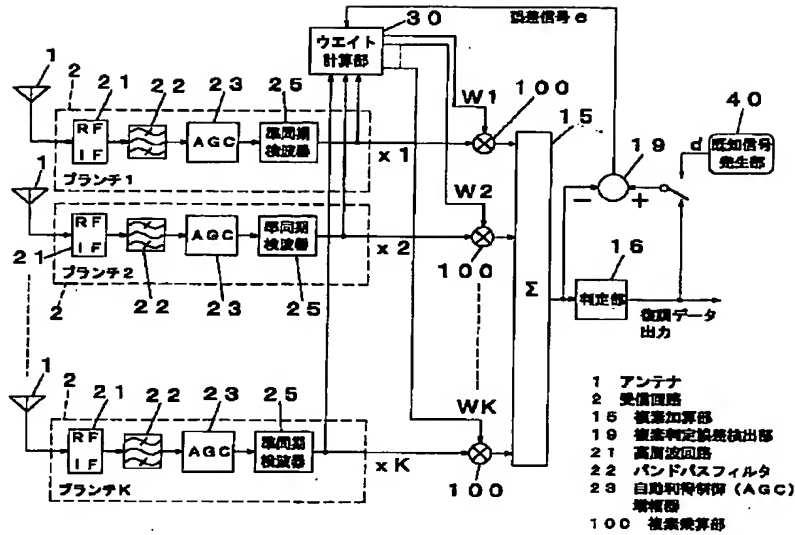 30
誤差信号e
1
2
21
22
23
25
ウエイト
計算部
W1
100
15
40
RF
IF
AGC
準同期
検波器
x1
19
d
既知信号
発生部
ブランチ1
1
W2
−
+
RF
IF
AGC
準同期
検波器
x2
21
ブランチ2
100
16
2
22
23
25
Σ
判定部
復調データ
出力
1
2
21
22
23
25
WK
RF
IF
AGC
準同期
検波器
xK
ブランチK
100
1 アンテナ
2 受信回路
15 複素加算部
19 複素判定誤差検出部
21 高周波回路
22 バンドパスフィルタ
23 自動利得制御(AGC)
増幅器
100 複素乗算部